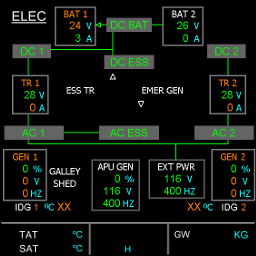 ELEC
BAT 1
24 V
3 A
DC BAT
BAT 2
26 V
0 A
DC 1
DC ESS
DC 2
TR 1
28 V
0 A
ESS TR
EMER GEN
TR 2
28 V
0 A
AC 1
AC ESS
AC 2
GEN 1
0 %
0 V
0 HZ
GALLEY
SHED
APU GEN
0 %
116 V
400 HZ
EXT PWR
116 V
400 HZ
GEN 2
0 %
0 V
0 HZ
IDG 1 °C XX
XX °C IDG 2
TAT °C
SAT °C
H
GW KG